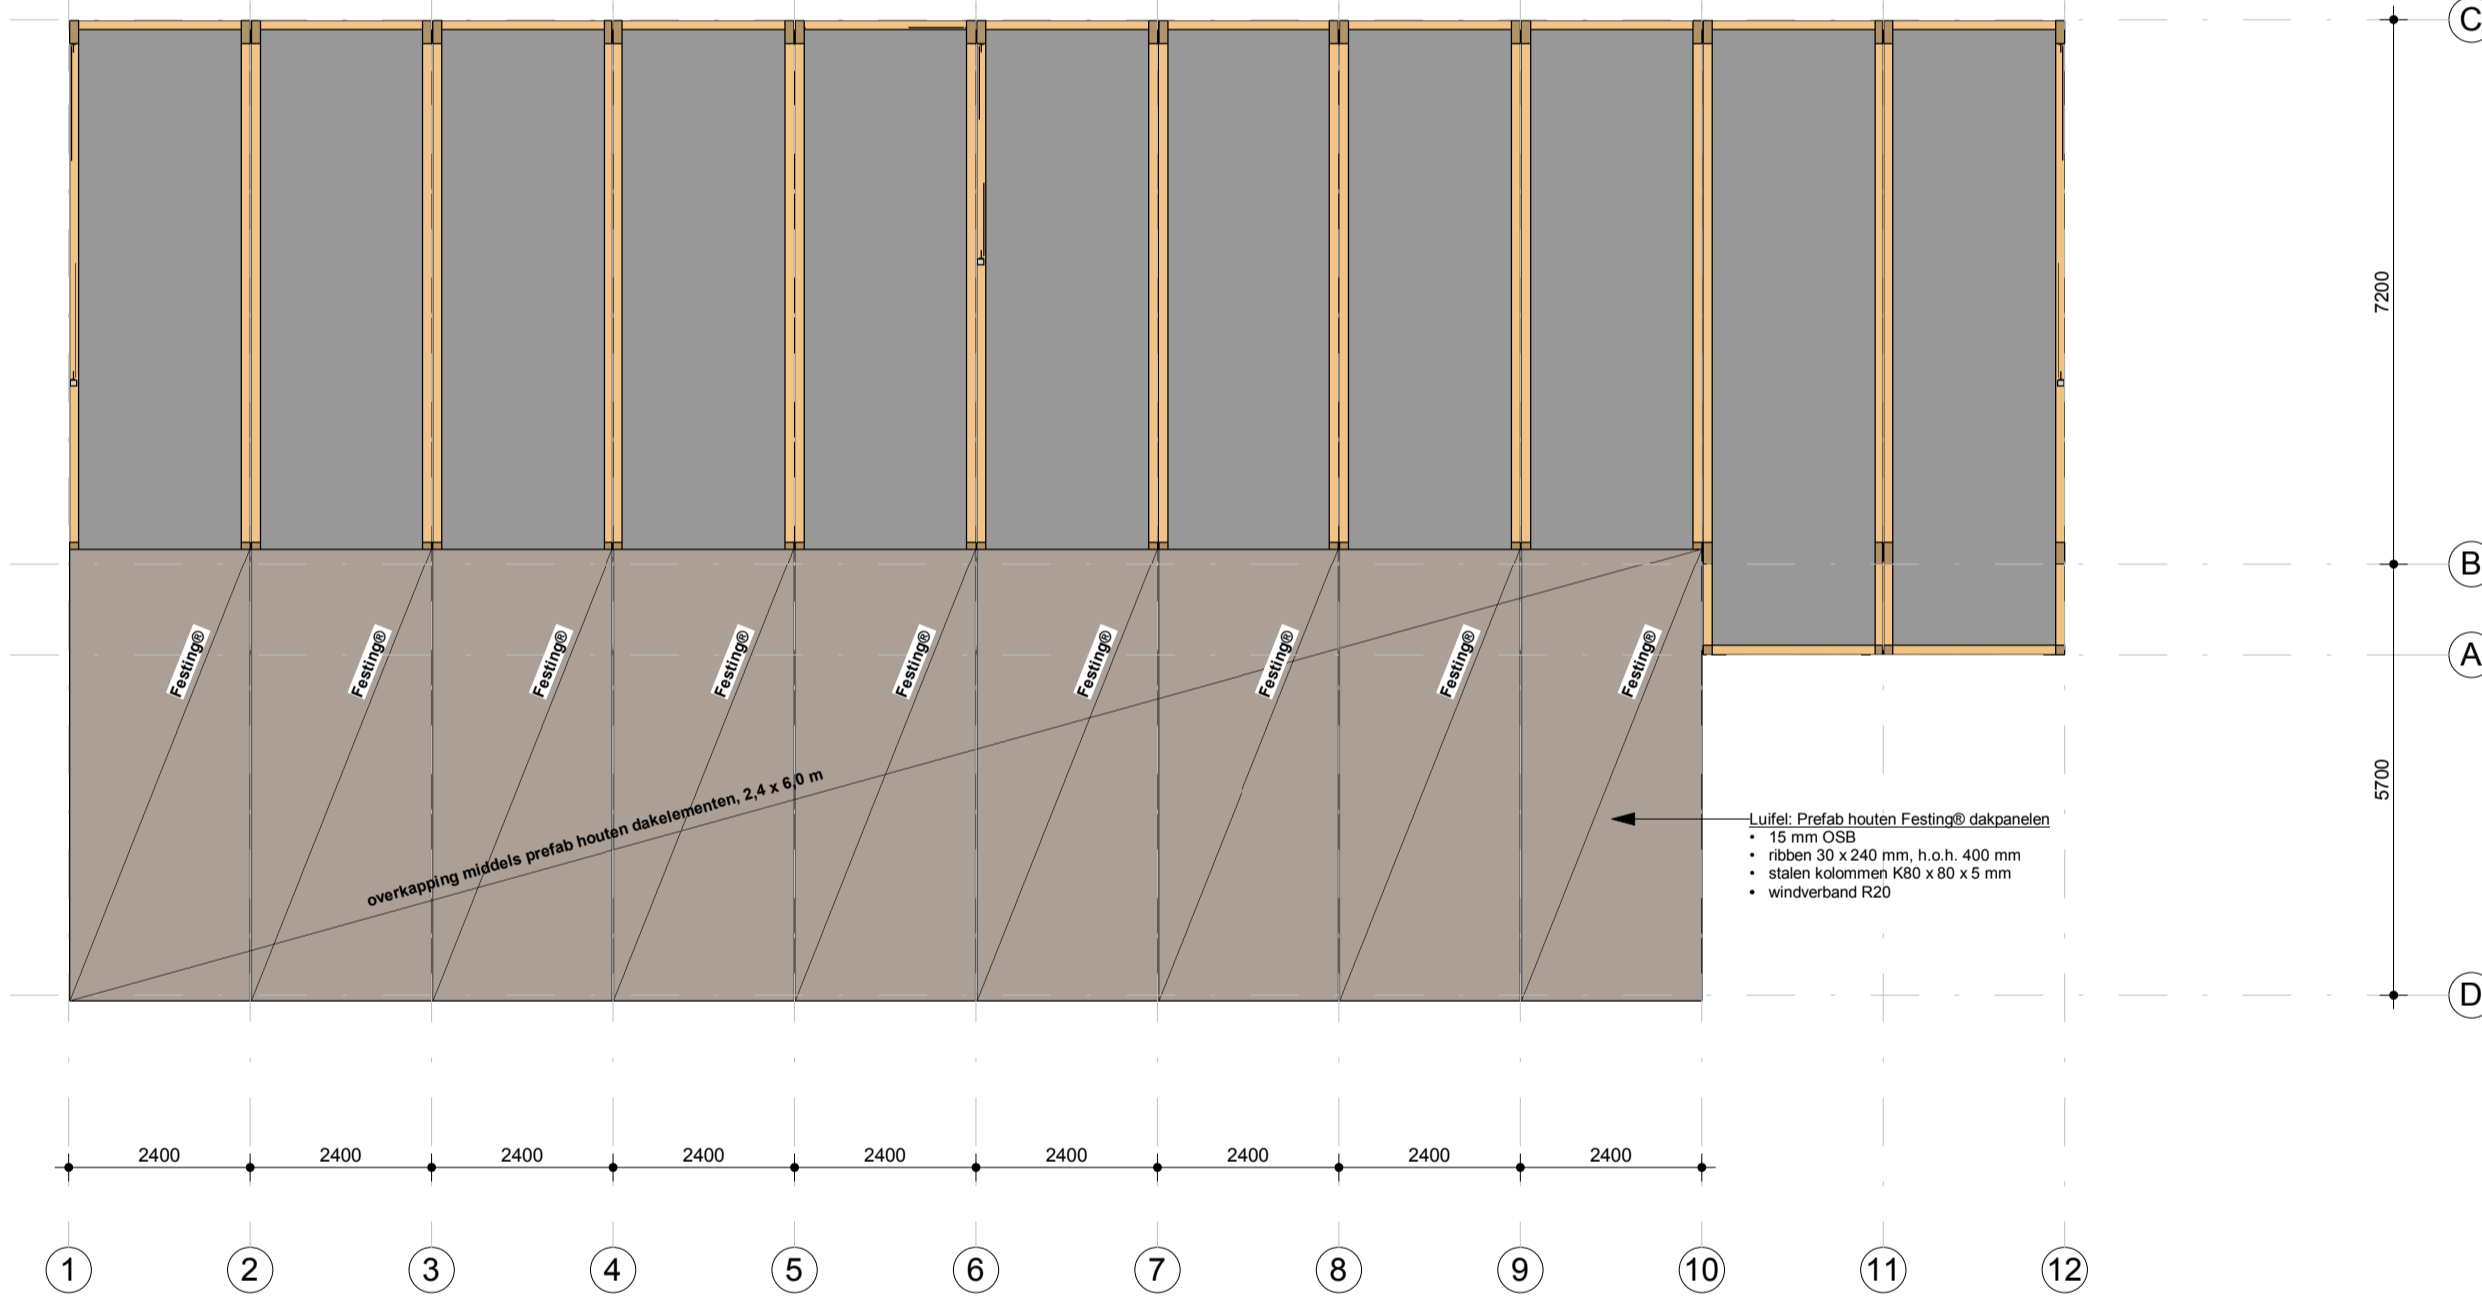 C
7200
B
Festing®
Festing®
Festing®
Festing®
Festing®
Festing®
Festing®
Festing®
Festing®
A
overkapping middels prefab houten dakelementen, 2,4 x 6,0 m
5700
Luifel: Prefab houten Festing® dakpanelen
• 15 mm OSB
• ribben 30 x 240 mm, h.o.h. 400 mm
• stalen kolommen K80 x 80 x 5 mm
• windverband R20
D
2400 2400 2400 2400 2400 2400 2400 2400 2400
1 2 3 4 5 6 7 8 9 10 11 12